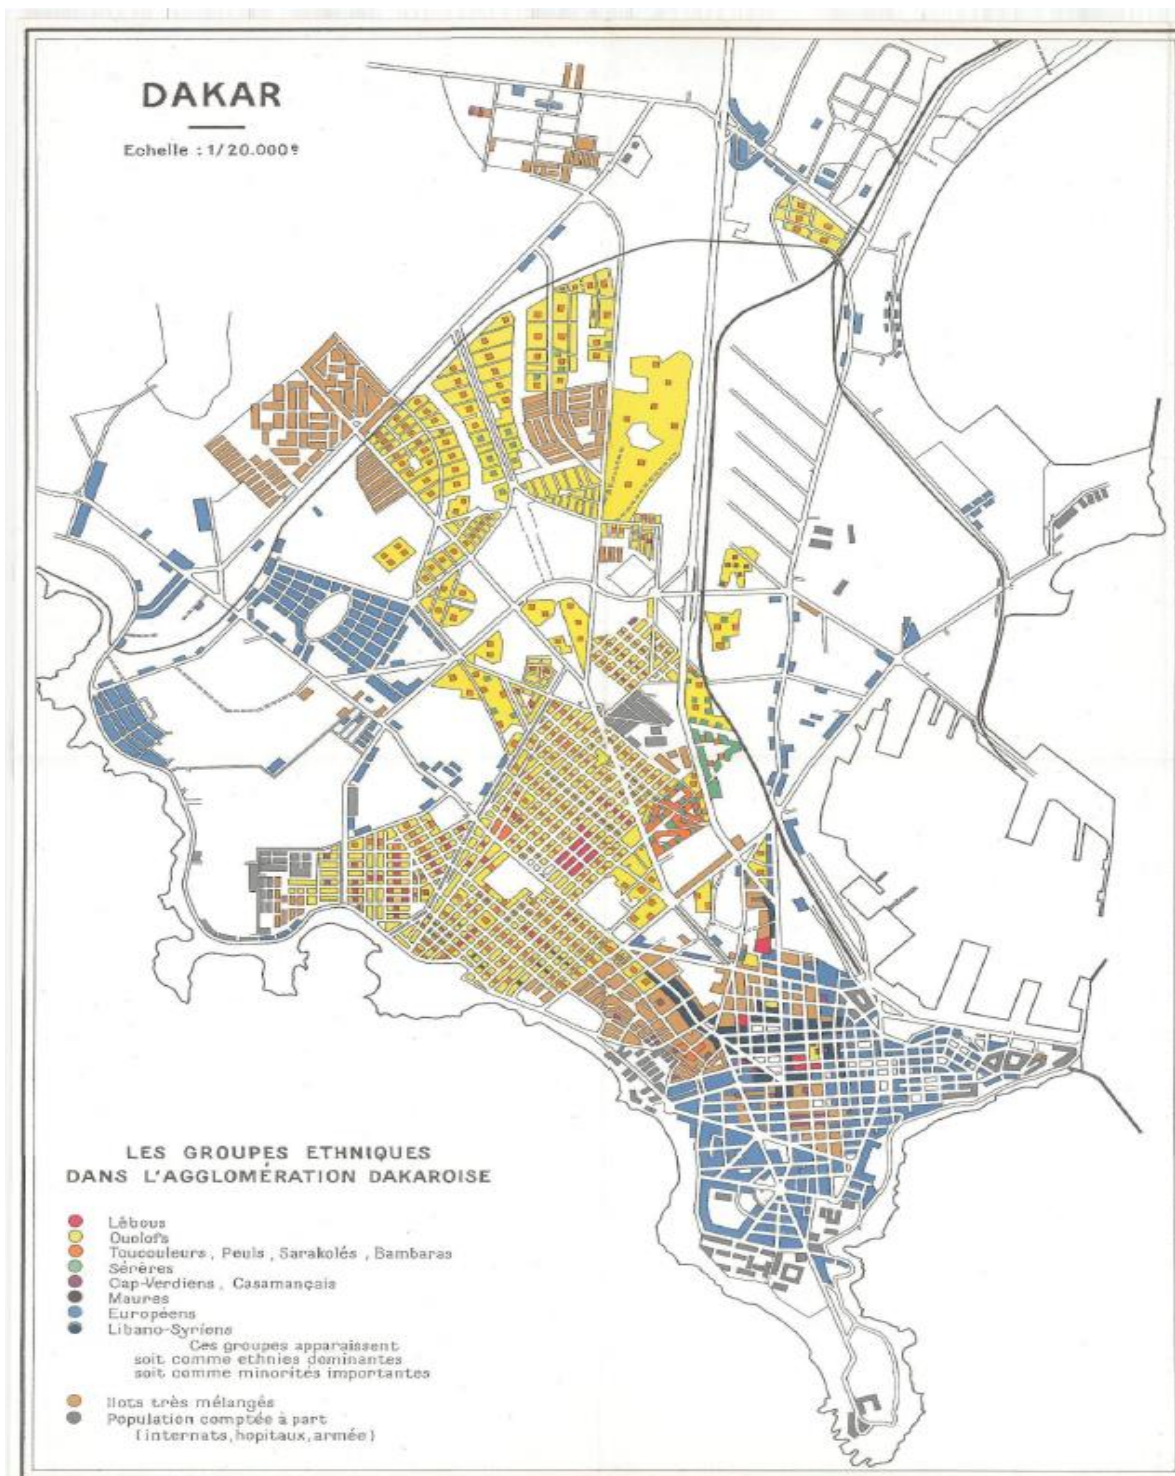 DAKAR
Echelle : 1/20.000e
LES GROUPES ETHNIQUES
DANS L'AGGLOMÉRATION DAKAROISE
Lébous
Ouolofs
Toucouleurs, Peuls, Sarakolés, Bambaras
Sérères
Cap-Verdiens, Casamançais
Maures
Européens
Libano-Syriens
Ces groupes apparaissent
soit comme ethnies dominantes
soit comme minorités importantes
Ilots très mélangés
Population comptée à part
(internats, hopitaux, armée)